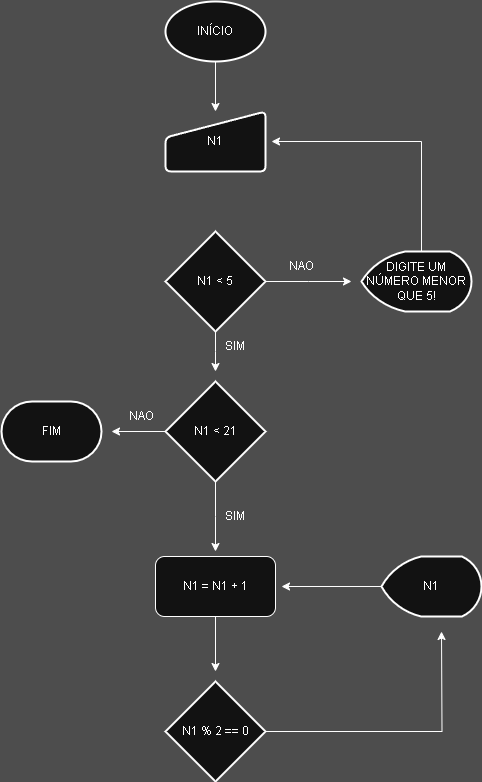 INÍCIO
N1
N1 < 5
NAO
DIGITE UM
NÚMERO MENOR
QUE 5!
SIM
FIM
NAO
N1 < 21
SIM
N1 = N1 + 1
N1
N1 % 2 == 0